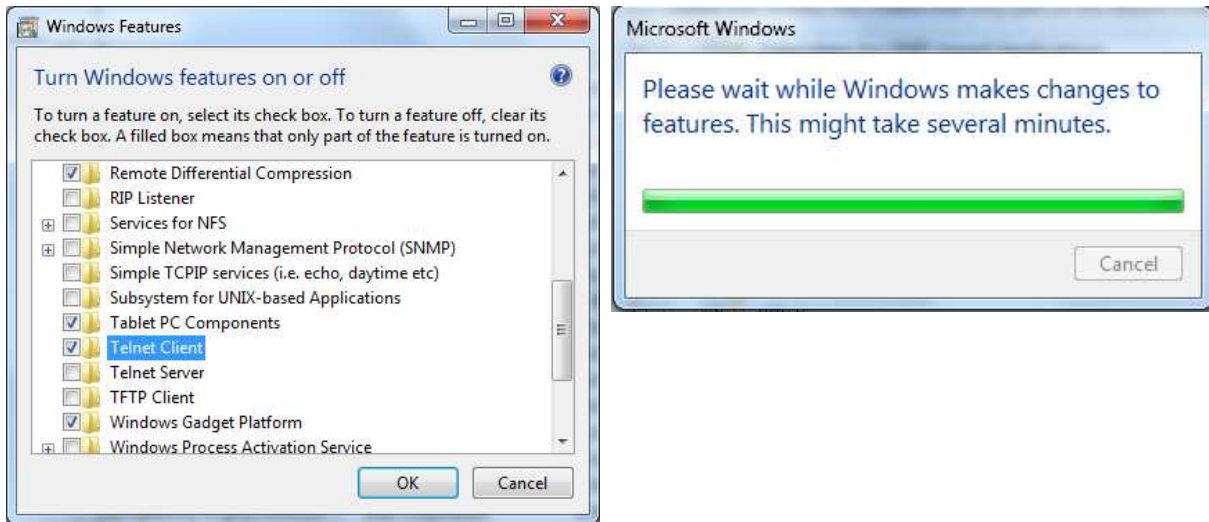 Windows Features
Turn Windows features on or off
To turn a feature on, select its check box. To turn a feature off, clear its
check box. A filled box means that only part of the feature is turned on.
Remote Differential Compression
RIP Listener
Services for NFS
Simple Network Management Protocol (SNMP)
Simple TCPIP services (i.e. echo, daytime etc)
Subsystem for UNIX-based Applications
Tablet PC Components
Telnet Client
Telnet Server
TFTP Client
Windows Gadget Platform
Windows Process Activation Service
OK
Cancel
Microsoft Windows
Please wait while Windows makes changes to
features. This might take several minutes.
Cancel